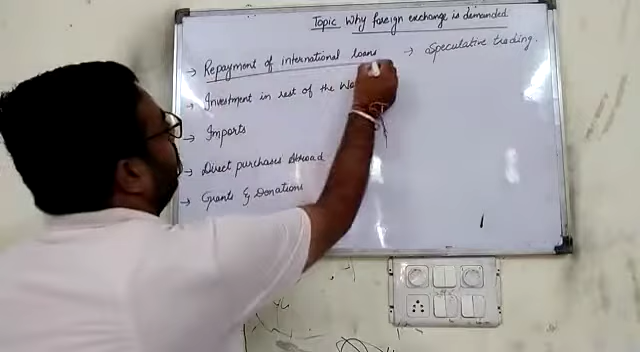 Topic Why foreign exchange is demanded
→ Repayment of international loans
→ Investment in rest of the
→ Imports
→ Direct purchases Abroad
→ Grants & Donations
→ Speculative trading.